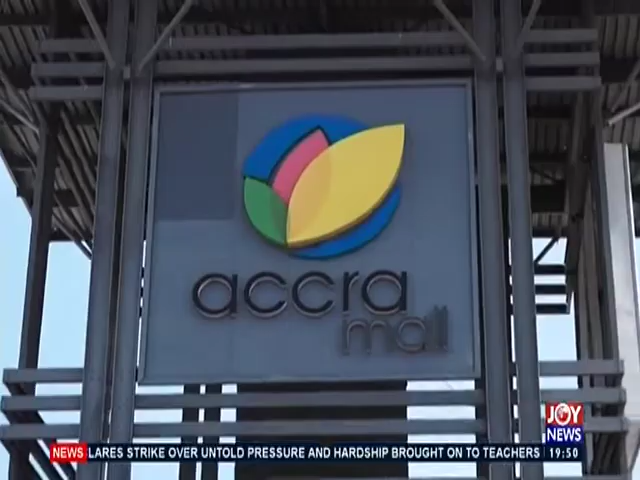 accra
mall
JOY
NEWS
NEWS LARES STRIKE OVER UNTOLD PRESSURE AND HARDSHIP BROUGHT ON TO TEACHERS 19:50